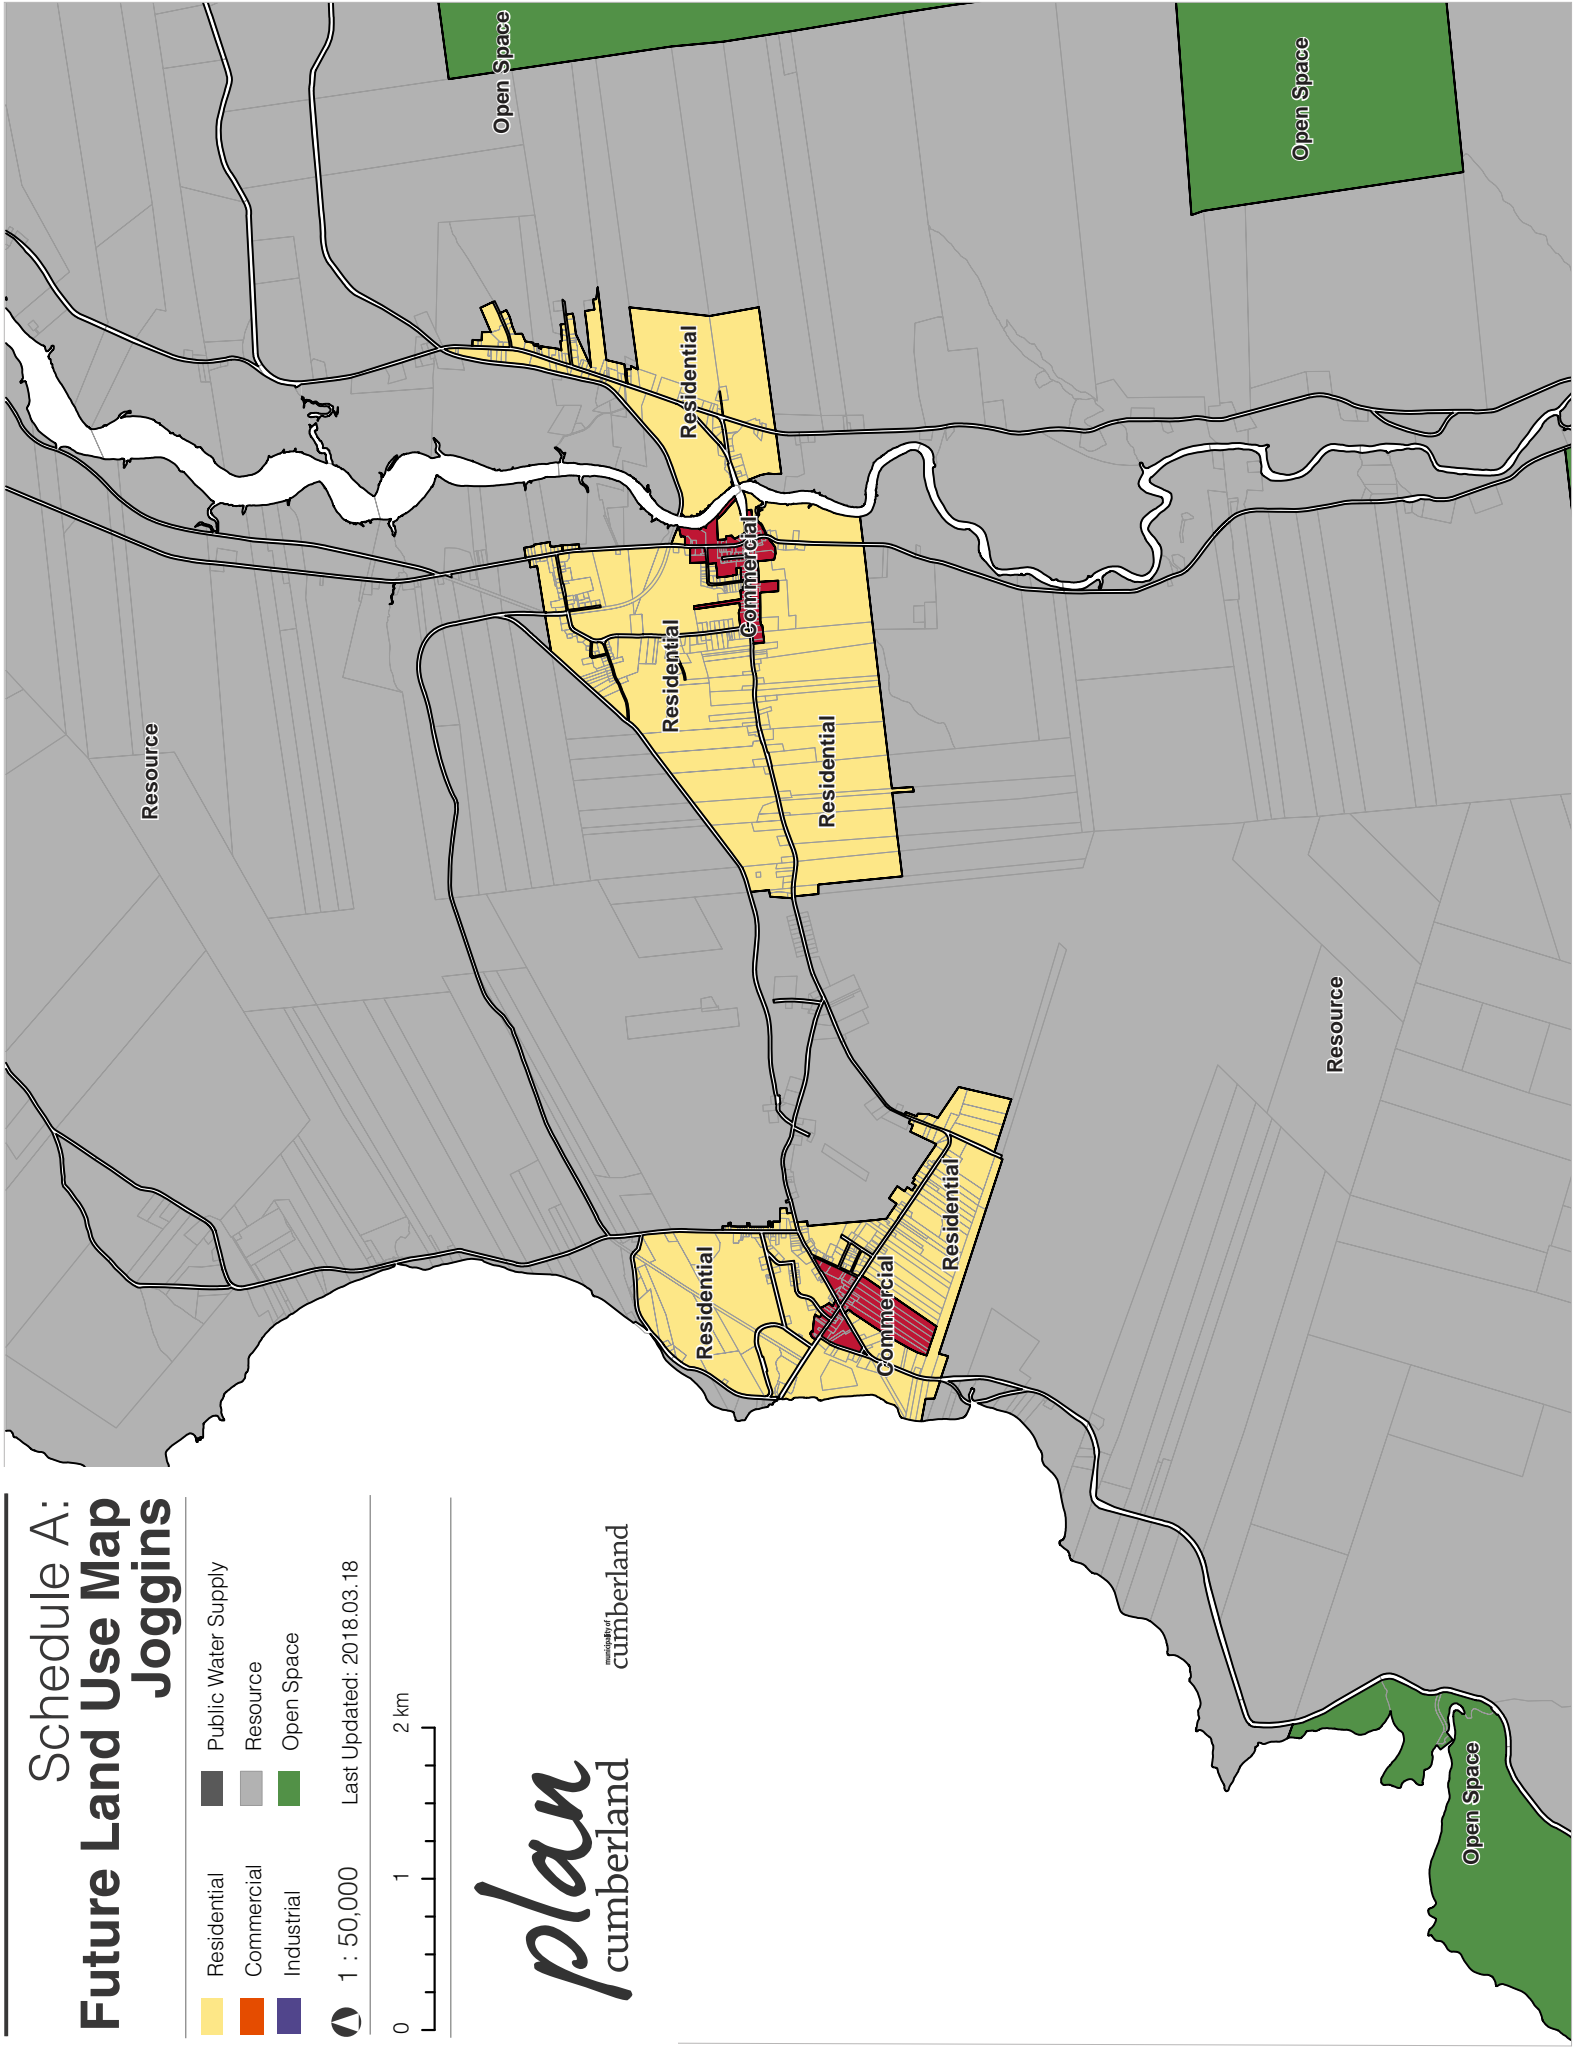 Schedule A:
Future Land Use Map
Joggins
Residential
Public Water Supply
Commercial
Resource
Industrial
Open Space
1 : 50,000
Last Updated: 2018.03.18
0 1 2 km
plan
cumberland
municipality of
cumberland
Resource
Open Space
Residential
Residential
Commercial
Residential
Residential
Commercial
Residential
Open Space
Resource
Open Space